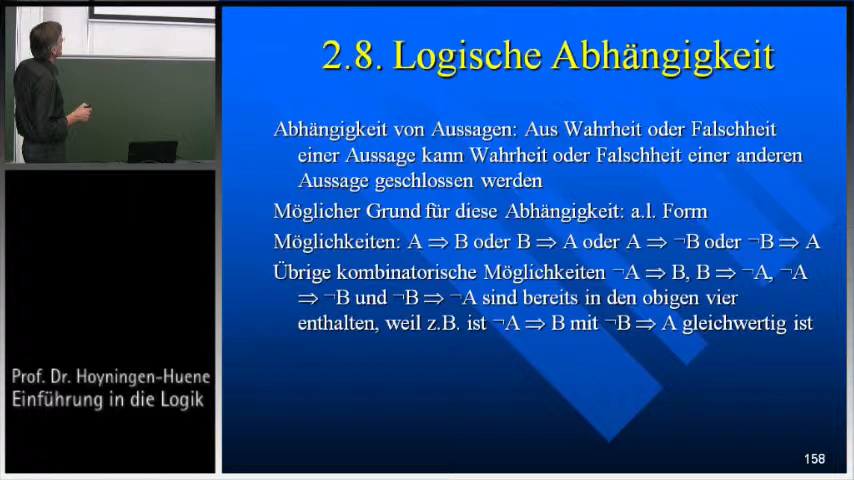 2.8. Logische Abhängigkeit
Abhängigkeit von Aussagen: Aus Wahrheit oder Falschheit
einer Aussage kann Wahrheit oder Falschheit einer anderen
Aussage geschlossen werden
Möglicher Grund für diese Abhängigkeit: a.l. Form
Möglichkeiten: A ⇒ B oder B ⇒ A oder A ⇒ ¬B oder ¬B ⇒ A
Übrige kombinatorische Möglichkeiten ¬A ⇒ B, B ⇒ ¬A, ¬A
⇒ ¬B und ¬B ⇒ ¬A sind bereits in den obigen vier
enthalten, weil z.B. ist ¬A ⇒ B mit ¬B ⇒ A gleichwertig ist
Prof. Dr. Hoyningen-Huene
Einführung in die Logik
158